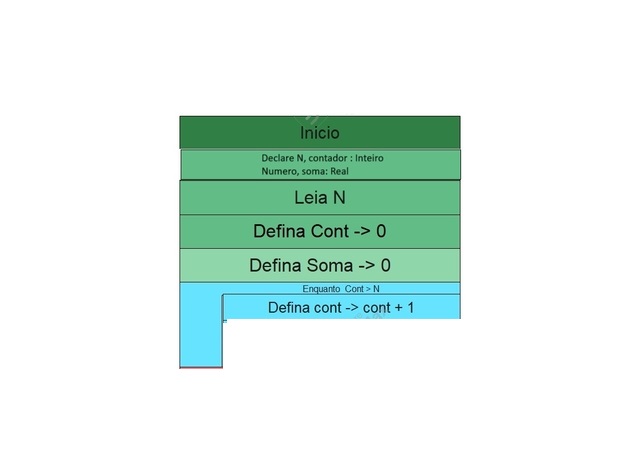 Inicio
Declare N, contador : Inteiro
Numero, soma: Real
Leia N
Defina Cont -> 0
Defina Soma -> 0
Enquanto Cont > N
Defina cont -> cont + 1